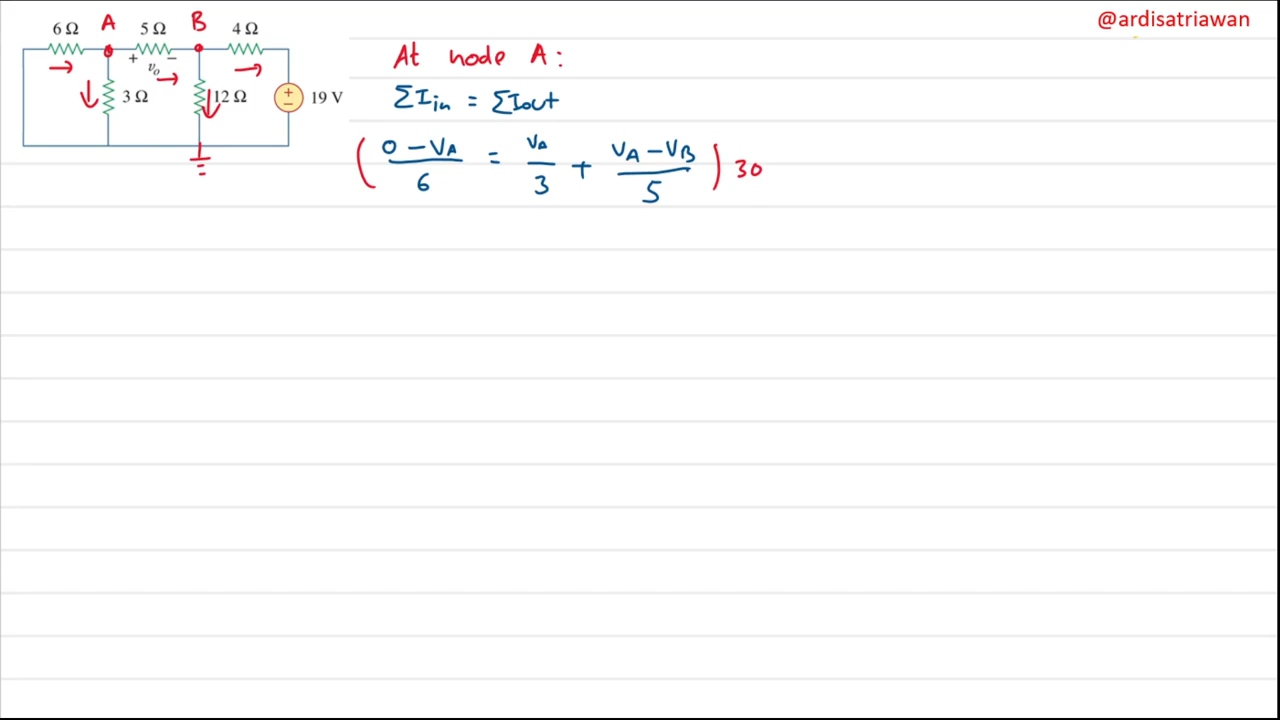 @ardisatriawan
6 Ω A 5 Ω B 4 Ω
+ v₀ −
3 Ω 12 Ω + − 19 V
At node A:
ΣIin = ΣIout
( (0 − VA)/6 = VA/3 + (VA − VB)/5 ) 30